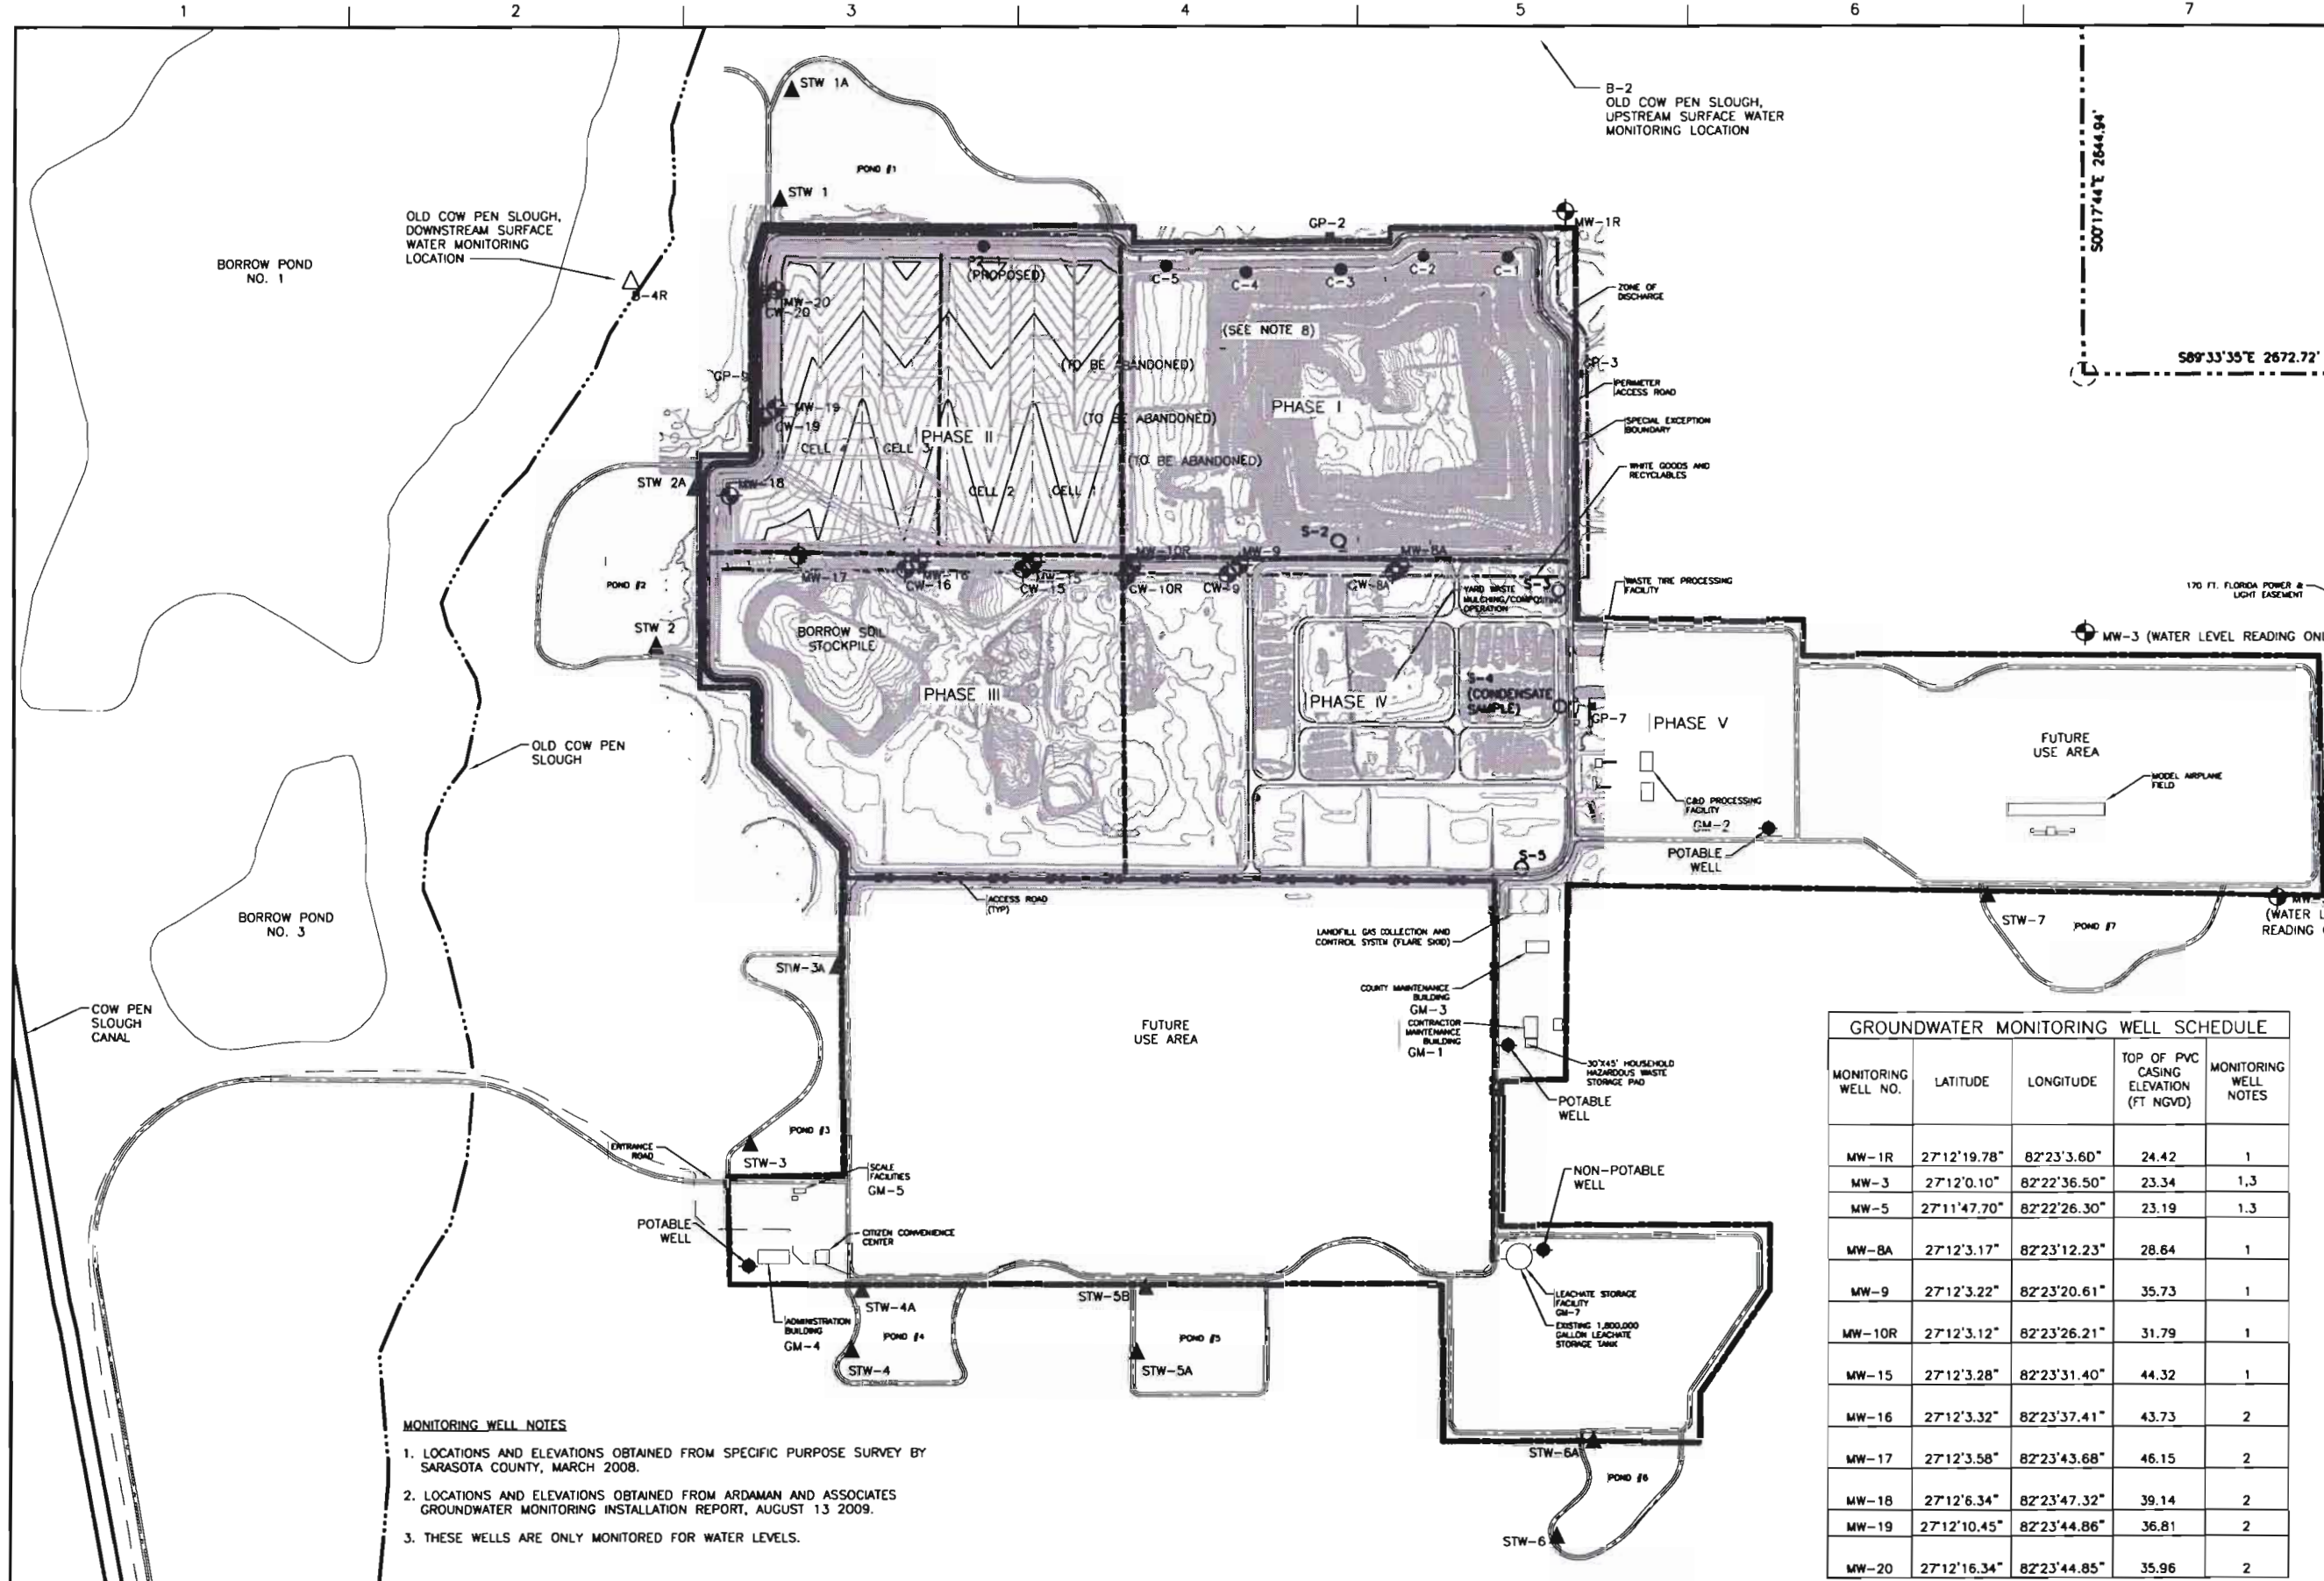 1 2 3 4 5 6 7
STW 1A
B-2
OLD COW PEN SLOUGH,
UPSTREAM SURFACE WATER
MONITORING LOCATION
S00°17'44"E 2644.94'
POND #1
STW 1
OLD COW PEN SLOUGH,
DOWNSTREAM SURFACE
WATER MONITORING
LOCATION
BORROW POND
NO. 1
B-4R
GP-2
MW-1R
(PROPOSED)
C-5
C-4
C-3
C-2
C-1
ZONE OF
DISCHARGE
MW-20
CW-20
(SEE NOTE 8)
(TO BE ABANDONED)
GP-3
S89°33'35"E 2672.72'
PERIMETER
ACCESS ROAD
GP-9
MW-19
CW-19
PHASE I
(TO BE ABANDONED)
SPECIAL EXCEPTION
BOUNDARY
PHASE II
CELL 4
CELL 3
(TO BE ABANDONED)
WHITE GOODS AND
RECYCLABLES
STW 2A
MW-18
CELL 2
CELL 1
S-2
MW-10R
MW-9
MW-8A
MW-17
MW-16
CW-16
MW-15
CW-15
CW-10R
CW-9
CW-8A
S-3
YARD WASTE
MULCHING/COMPOSTING
OPERATION
WASTE TIRE PROCESSING
FACILITY
170 FT. FLORIDA POWER &
LIGHT EASEMENT
POND #2
STW 2
BORROW SOIL
STOCKPILE
MW-3 (WATER LEVEL READING ONL
PHASE III
PHASE IV
S-4
(CONDENSATE
SAMPLE)
GP-7
PHASE V
FUTURE
USE AREA
OLD COW PEN
SLOUGH
MODEL AIRPLANE
FIELD
C&D PROCESSING
FACILITY
GM-2
POTABLE
WELL
S-5
ACCESS ROAD
(TYP)
BORROW POND
NO. 3
STW-7
POND #7
MW-
(WATER L
READING
LANDFILL GAS COLLECTION AND
CONTROL SYSTEM (FLARE SKID)
STW-3A
COUNTY MAINTENANCE
BUILDING
GM-3
CONTRACTOR
MAINTENANCE
BUILDING
GM-1
COW PEN
SLOUGH
CANAL
FUTURE
USE AREA
30'X45' HOUSEHOLD
HAZARDOUS WASTE
STORAGE PAD
POTABLE
WELL
POND #3
ENTRANCE
ROAD
STW-3
SCALE
FACILITIES
GM-5
NON-POTABLE
WELL
POTABLE
WELL
CITIZEN CONVENIENCE
CENTER
STW-4A
STW-5B
LEACHATE STORAGE
FACILITY
GM-7
EXISTING 1,800,000
GALLON LEACHATE
STORAGE TANK
ADMINISTRATION
BUILDING
GM-4
POND #4
POND #5
STW-4
STW-5A
STW-6A
POND #6
STW-6
MONITORING WELL NOTES
1. LOCATIONS AND ELEVATIONS OBTAINED FROM SPECIFIC PURPOSE SURVEY BY
SARASOTA COUNTY, MARCH 2008.
2. LOCATIONS AND ELEVATIONS OBTAINED FROM ARDAMAN AND ASSOCIATES
GROUNDWATER MONITORING INSTALLATION REPORT, AUGUST 13 2009.
3. THESE WELLS ARE ONLY MONITORED FOR WATER LEVELS.
GROUNDWATER MONITORING WELL SCHEDULE
MONITORING WELL NO. LATITUDE LONGITUDE TOP OF PVC CASING ELEVATION (FT NGVD) MONITORING WELL NOTES
MW-1R 27°12'19.78" 82°23'3.60" 24.42 1
MW-3 27°12'0.10" 82°22'36.50" 23.34 1,3
MW-5 27°11'47.70" 82°22'26.30" 23.19 1.3
MW-8A 27°12'3.17" 82°23'12.23" 28.64 1
MW-9 27°12'3.22" 82°23'20.61" 35.73 1
MW-10R 27°12'3.12" 82°23'26.21" 31.79 1
MW-15 27°12'3.28" 82°23'31.40" 44.32 1
MW-16 27°12'3.32" 82°23'37.41" 43.73 2
MW-17 27°12'3.58" 82°23'43.68" 46.15 2
MW-18 27°12'6.34" 82°23'47.32" 39.14 2
MW-19 27°12'10.45" 82°23'44.86" 36.81 2
MW-20 27°12'16.34" 82°23'44.85" 35.96 2